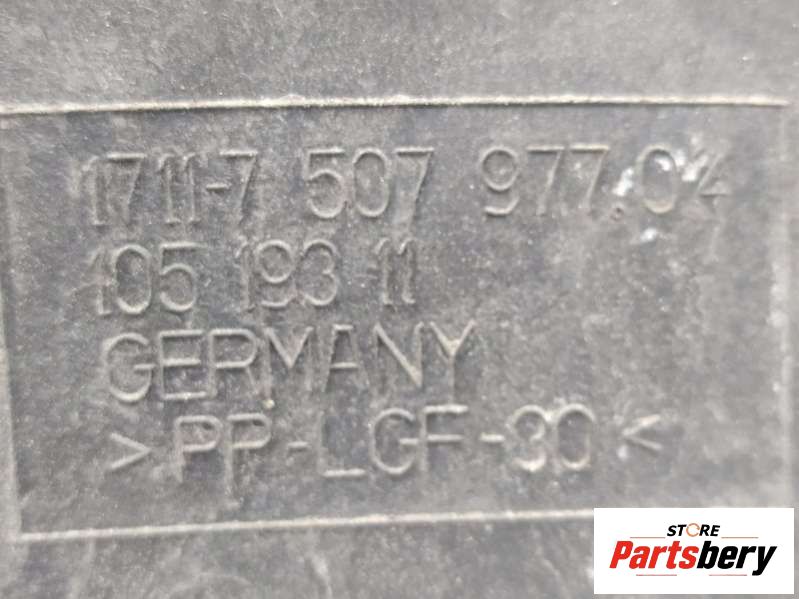 1711-7 507 977.04
105 193 11
GERMANY
>PP-LGF-30<
STORE
Partsbery